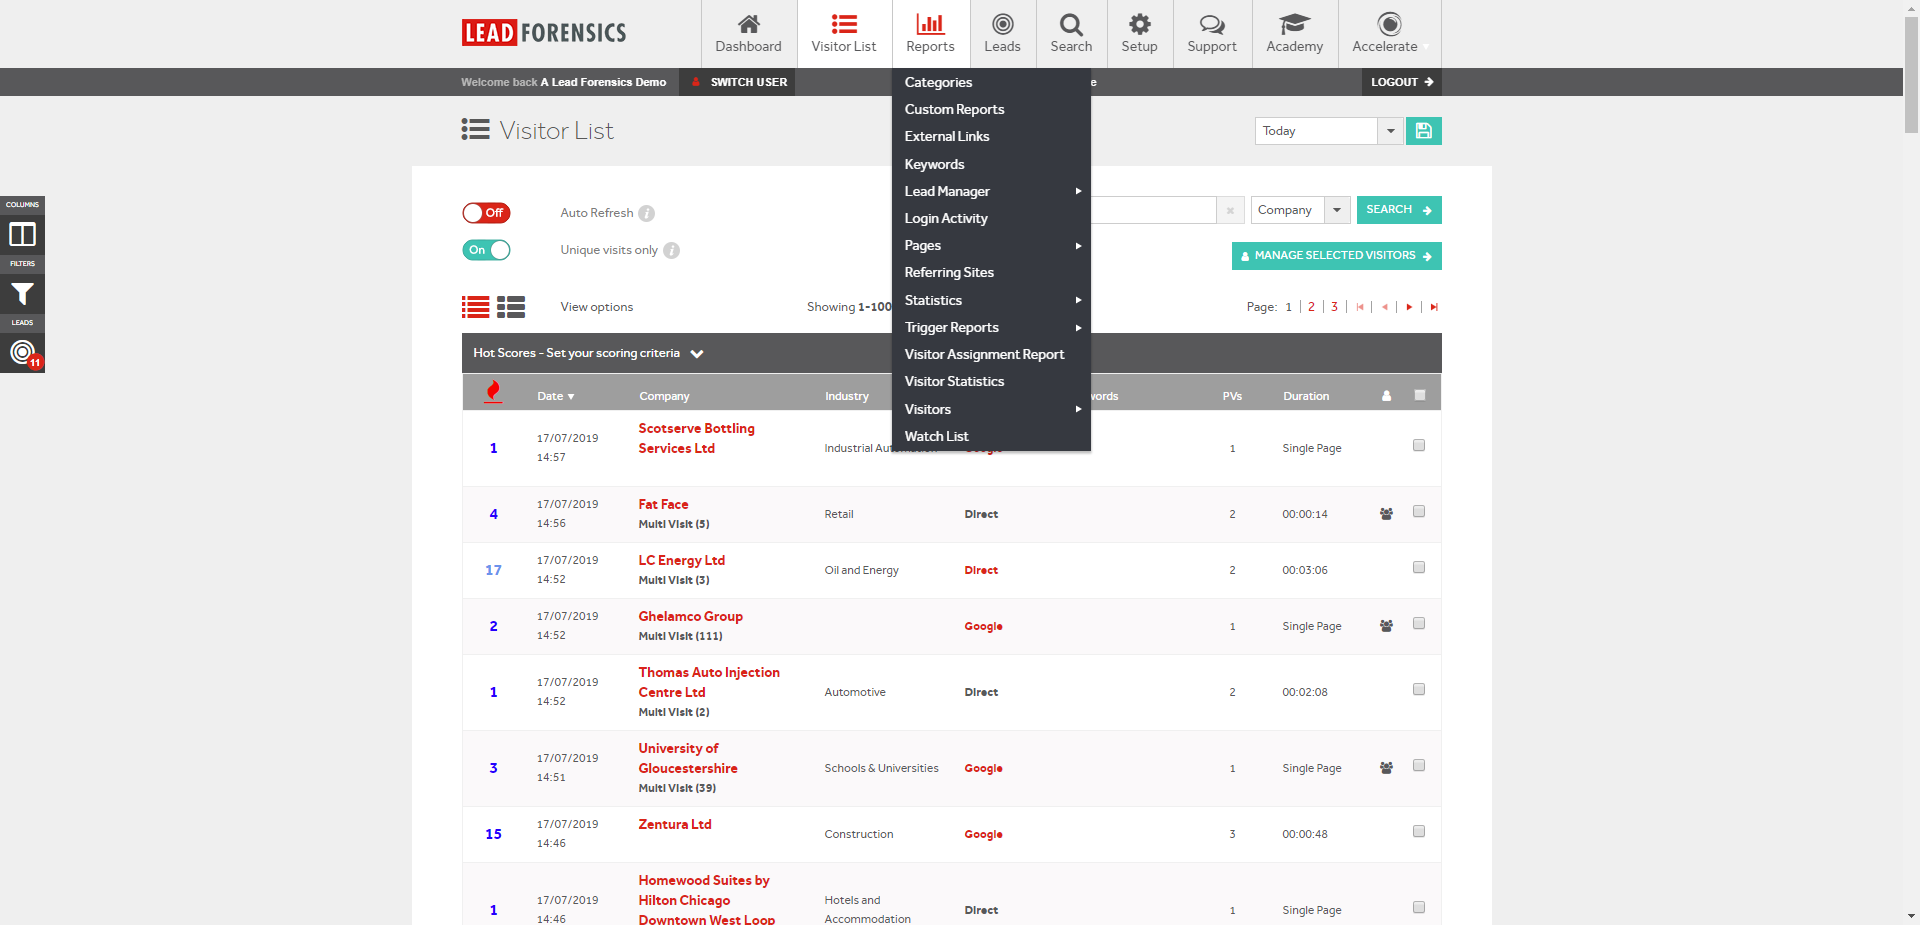 LEAD FORENSICS
Dashboard
Visitor List
Reports
Leads
Search
Setup
Support
Academy
Accelerate
Welcome back A Lead Forensics Demo
SWITCH USER
LOGOUT
Categories
Custom Reports
External Links
Keywords
Lead Manager
Login Activity
Pages
Referring Sites
Statistics
Trigger Reports
Visitor Assignment Report
Visitor Statistics
Visitors
Watch List
Visitor List
Today
COLUMNS
FILTERS
LEADS
11
Off
Auto Refresh
Company
SEARCH
On
Unique visits only
MANAGE SELECTED VISITORS
View options
Showing 1-100
Page: 1 | 2 | 3 |
Hot Scores - Set your scoring criteria
Date Company Industry PVs Duration
1 17/07/2019 14:57 Scotserve Bottling Services Ltd Industrial 1 Single Page
4 17/07/2019 14:56 Fat Face Multi Visit (5) Retail Direct 2 00:00:14
17 17/07/2019 14:52 LC Energy Ltd Multi Visit (3) Oil and Energy Direct 2 00:03:06
2 17/07/2019 14:52 Ghelamco Group Multi Visit (111) Google 1 Single Page
1 17/07/2019 14:52 Thomas Auto Injection Centre Ltd Multi Visit (2) Automotive Direct 2 00:02:08
3 17/07/2019 14:51 University of Gloucestershire Multi Visit (39) Schools & Universities Google 1 Single Page
15 17/07/2019 14:46 Zentura Ltd Construction Google 3 00:00:48
1 17/07/2019 14:46 Homewood Suites by Hilton Chicago Downtown West Loop Hotels and Accommodation Direct 1 Single Page